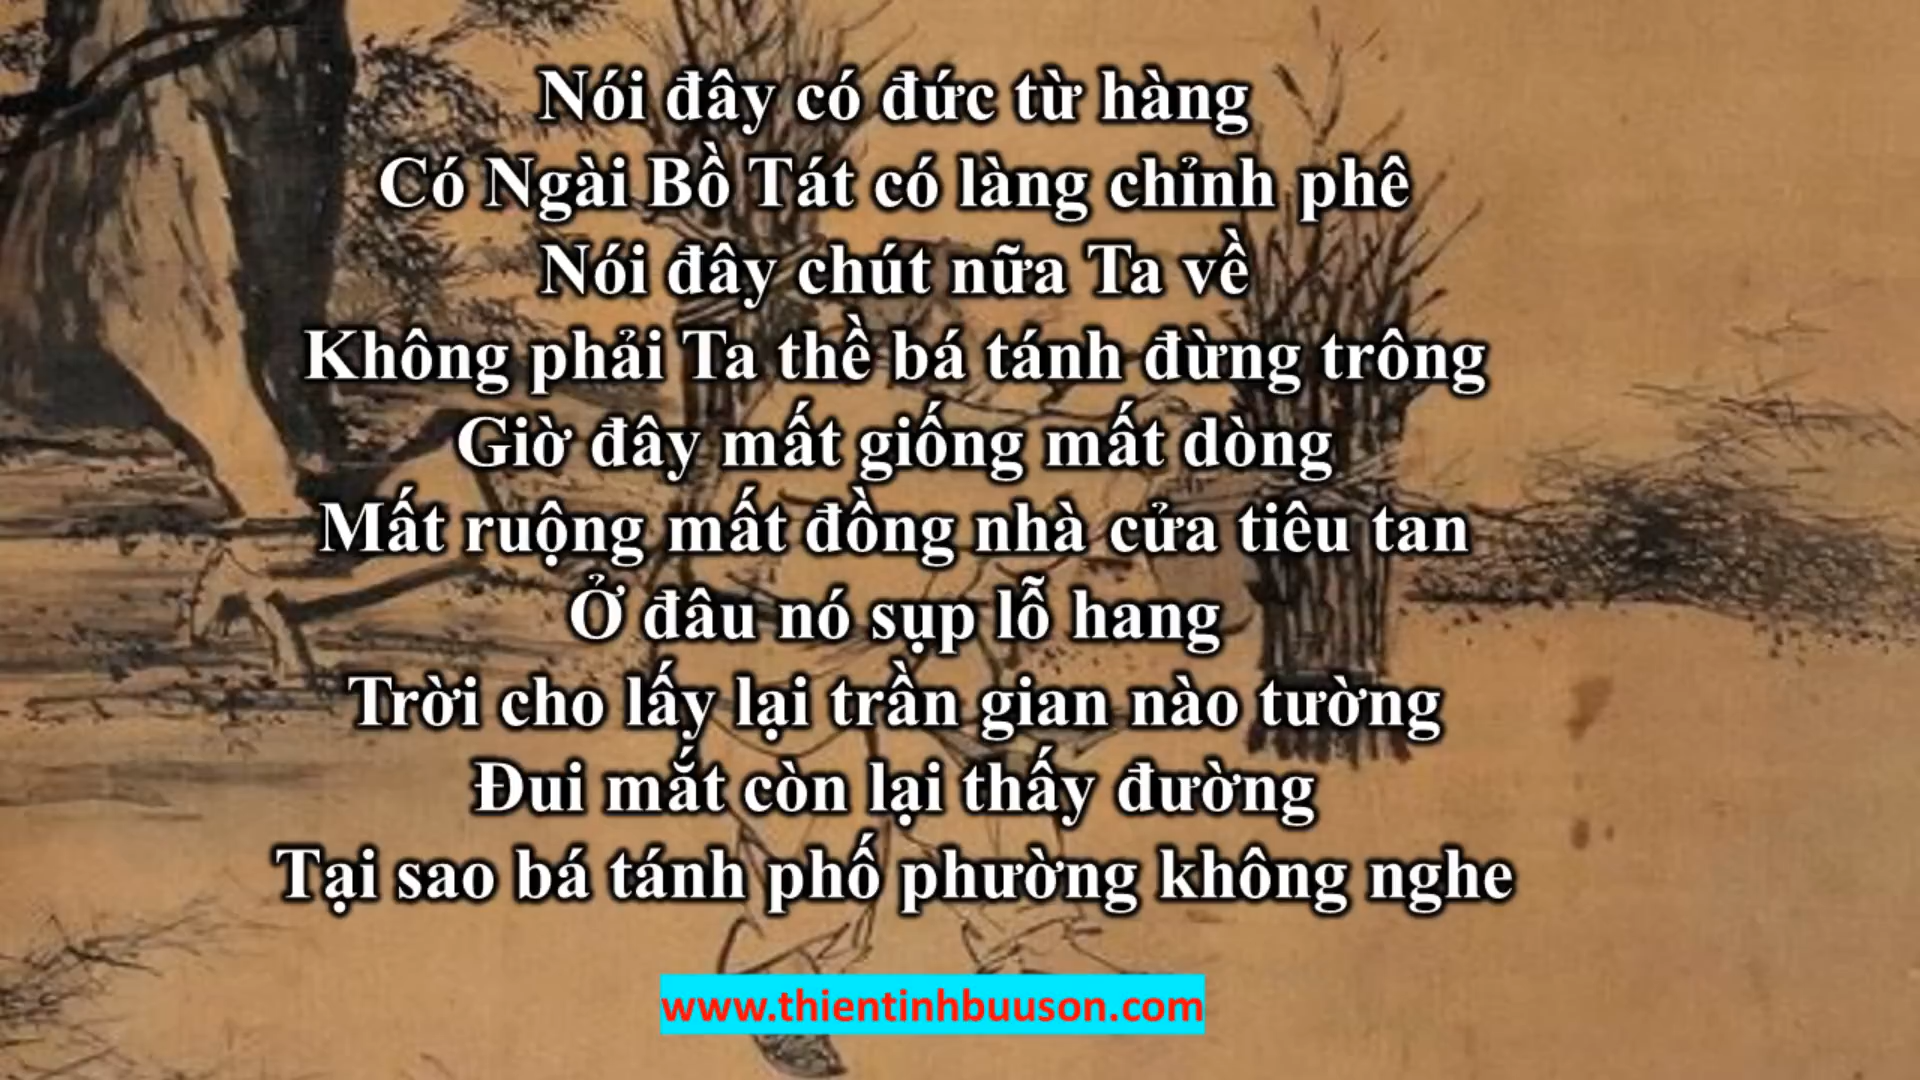 Nói đây có đức từ hàng
Có Ngài Bồ Tát có làng chỉnh phê
Nói đây chút nữa Ta về
Không phải Ta thề bá tánh đừng trông
Giờ đây mất giống mất dòng
Mất ruộng mất đồng nhà cửa tiêu tan
Ở đâu nó sụp lỗ hang
Trời cho lấy lại trần gian nào tường
Đui mắt còn lại thấy đường
Tại sao bá tánh phố phường không nghe
www.thientinhbuuson.com